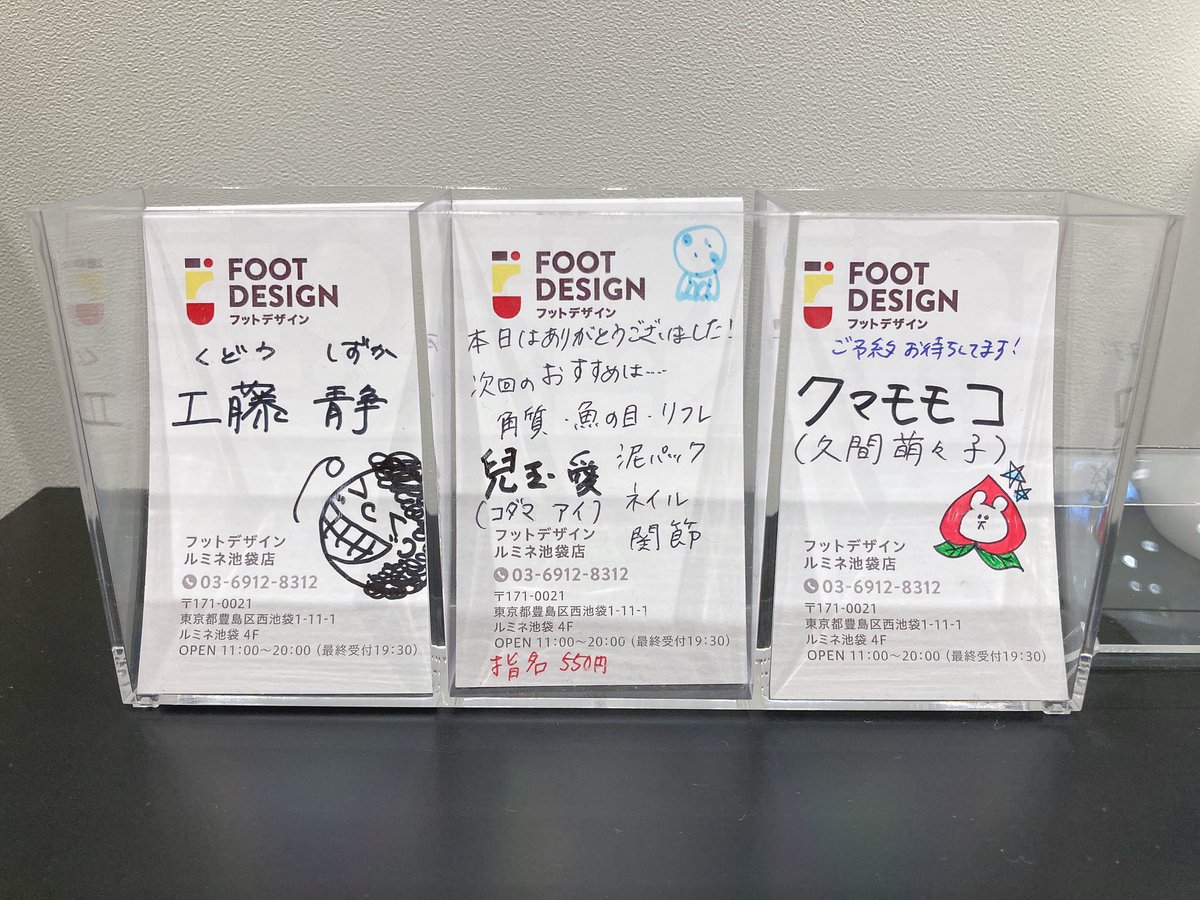 FOOT
DESIGN
フットデザイン
くどう しずか
工藤 静
フットデザイン
ルミネ池袋店
03-6912-8312
〒171-0021
東京都豊島区西池袋1-11-1
ルミネ池袋 4F
OPEN 11:00～20:00（最終受付19:30）
FOOT
DESIGN
フットデザイン
本日はありがとうございました!
次回のおすすめは....
角質・魚の目・リフレ
泥パック
ネイル
関節
兒玉 愛
(コダマ アイ)
フットデザイン
ルミネ池袋店
03-6912-8312
〒171-0021
東京都豊島区西池袋1-11-1
ルミネ池袋 4F
OPEN 11:00～20:00（最終受付19:30）
指名 550円
FOOT
DESIGN
フットデザイン
ご予約お待ちしてます!
クマモモコ
(久間萌々子)
フットデザイン
ルミネ池袋店
03-6912-8312
〒171-0021
東京都豊島区西池袋1-11-1
ルミネ池袋 4F
OPEN 11:00～20:00（最終受付19:30）